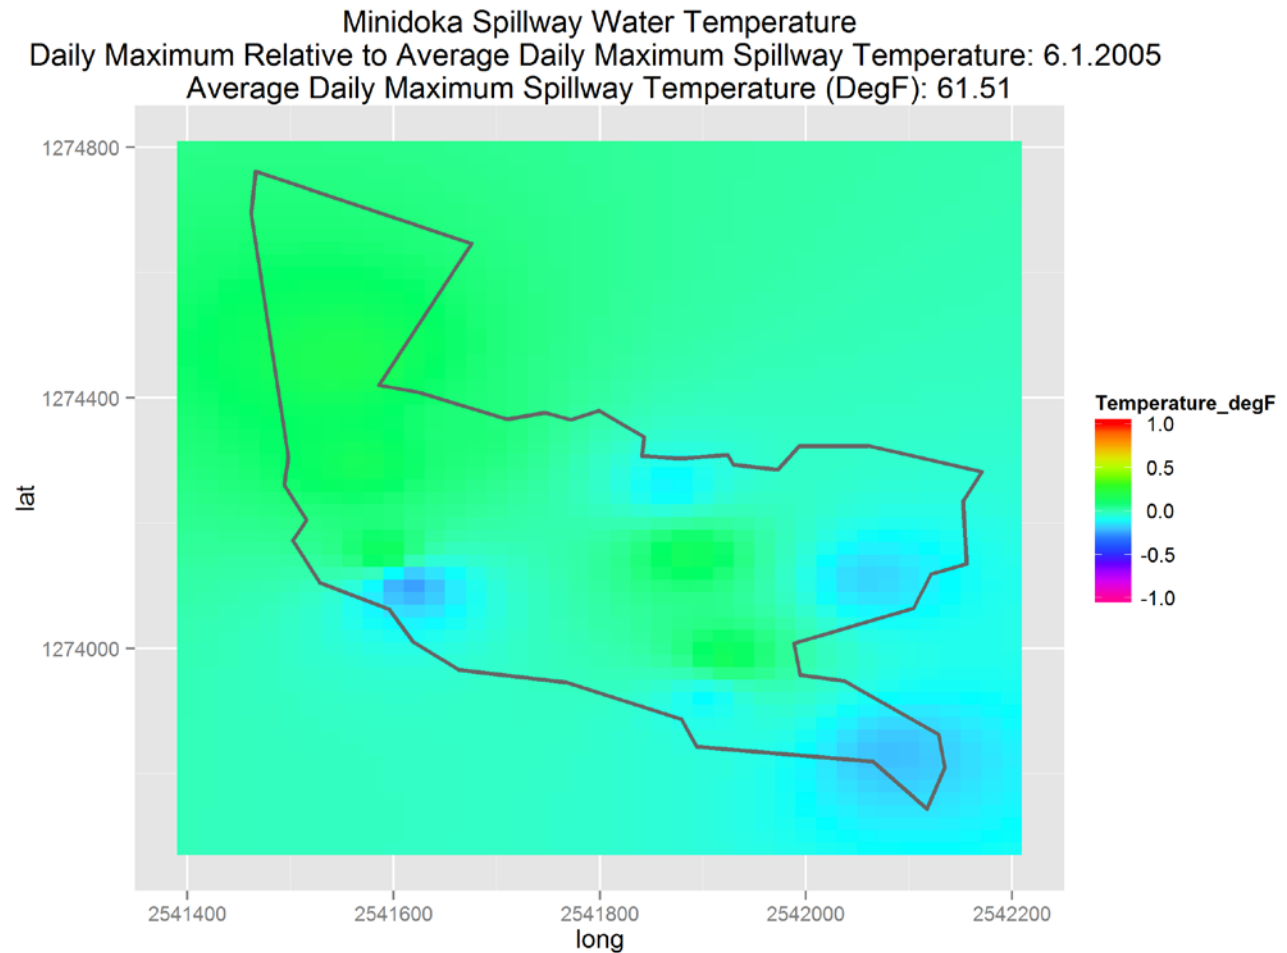 Minidoka Spillway Water Temperature
Daily Maximum Relative to Average Daily Maximum Spillway Temperature: 6.1.2005
Average Daily Maximum Spillway Temperature (DegF): 61.51
1274800
1274400
1274000
lat
2541400 2541600 2541800 2542000 2542200
long
Temperature_degF
1.0
0.5
0.0
-0.5
-1.0